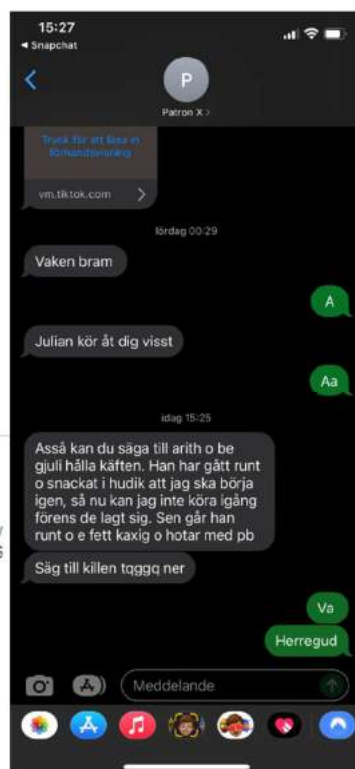 15:27
◀ Snapchat
P
Patron X >
Tryck för att läsa in
förhandsvisning
vm.tiktok.com
lördag 00:29
Vaken bram
A
Julian kör åt dig visst
Aa
idag 15:25
Asså kan du säga till arith o be
gjuli hålla käften. Han har gått runt
o snackat i hudik att jag ska börja
igen, så nu kan jag inte köra igång
förens de lagt sig. Sen går han
runt o e fett kaxig o hotar med pb
Säg till killen tqggq ner
Va
Herregud
Meddelande